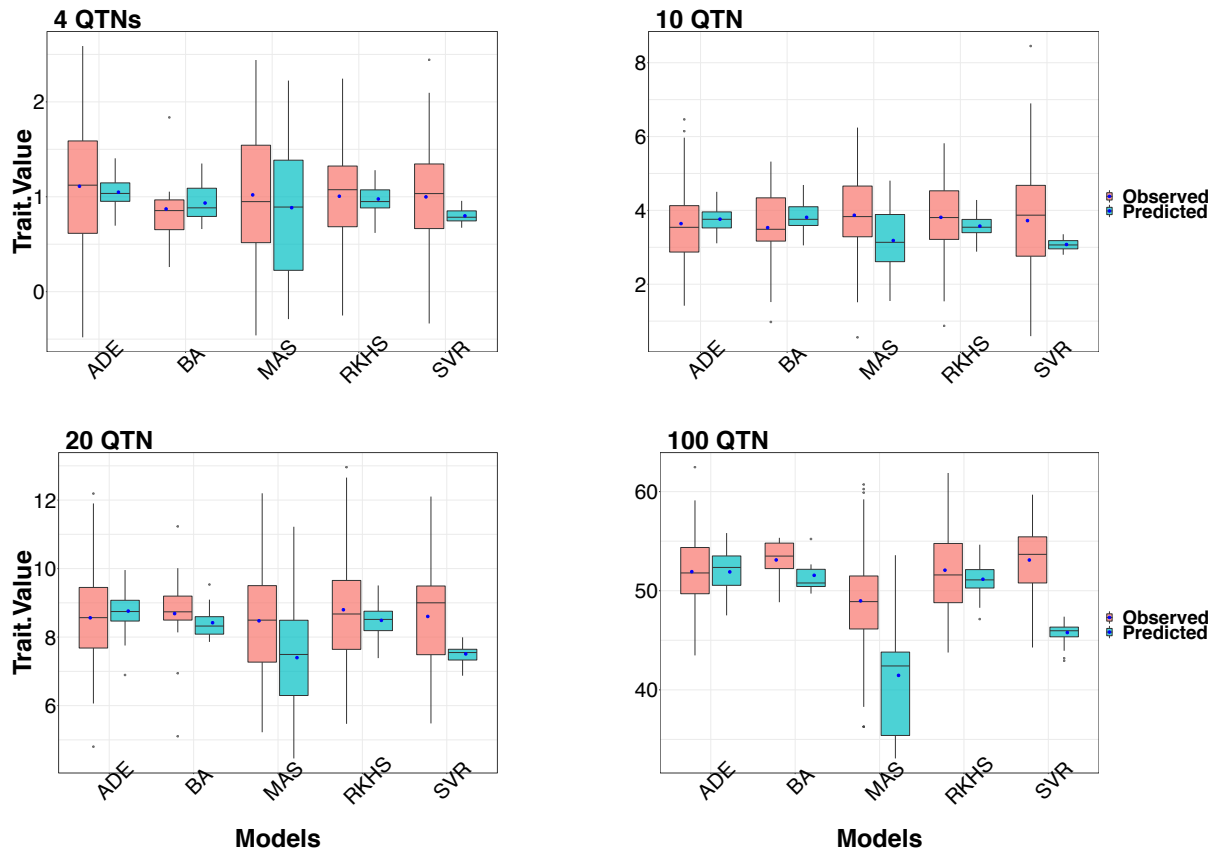 4 QTNs
Trait.Value
2
1
0
ADE
BA
MAS
RKHS
SVR
10 QTN
8
6
4
2
ADE
BA
MAS
RKHS
SVR
Observed
Predicted
20 QTN
Trait.Value
12
10
8
6
ADE
BA
MAS
RKHS
SVR
Models
100 QTN
60
50
40
ADE
BA
MAS
RKHS
SVR
Models
Observed
Predicted